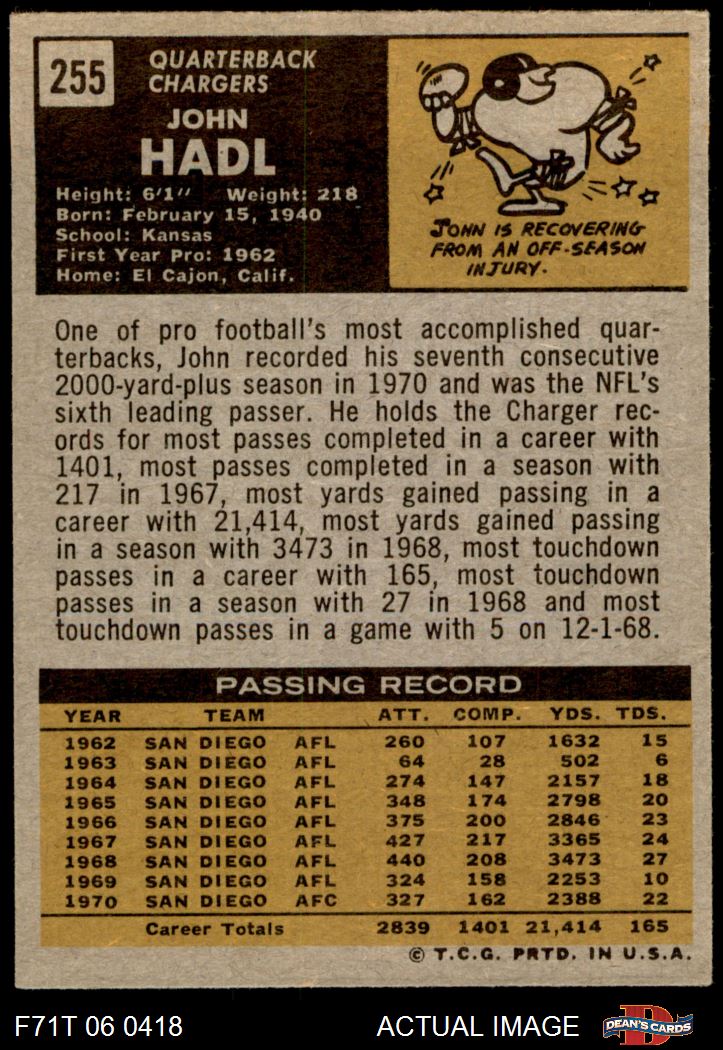 255
QUARTERBACK
CHARGERS
JOHN
HADL
Height: 6'1" Weight: 218
Born: February 15, 1940
School: Kansas
First Year Pro: 1962
Home: El Cajon, Calif.
JOHN IS RECOVERING
FROM AN OFF-SEASON
INJURY.
One of pro football's most accomplished quar-
terbacks, John recorded his seventh consecutive
2000-yard-plus season in 1970 and was the NFL's
sixth leading passer. He holds the Charger rec-
ords for most passes completed in a career with
1401, most passes completed in a season with
217 in 1967, most yards gained passing in a
career with 21,414, most yards gained passing
in a season with 3473 in 1968, most touchdown
passes in a career with 165, most touchdown
passes in a season with 27 in 1968 and most
touchdown passes in a game with 5 on 12-1-68.
PASSING RECORD
YEAR TEAM ATT. COMP. YDS. TDS.
1962 SAN DIEGO AFL 260 107 1632 15
1963 SAN DIEGO AFL 64 28 502 6
1964 SAN DIEGO AFL 274 147 2157 18
1965 SAN DIEGO AFL 348 174 2798 20
1966 SAN DIEGO AFL 375 200 2846 23
1967 SAN DIEGO AFL 427 217 3365 24
1968 SAN DIEGO AFL 440 208 3473 27
1969 SAN DIEGO AFL 324 158 2253 10
1970 SAN DIEGO AFC 327 162 2388 22
Career Totals 2839 1401 21,414 165
© T.C.G. PRTD. IN U.S.A.
F71T 06 0418 ACTUAL IMAGE D DEAN'S CARDS